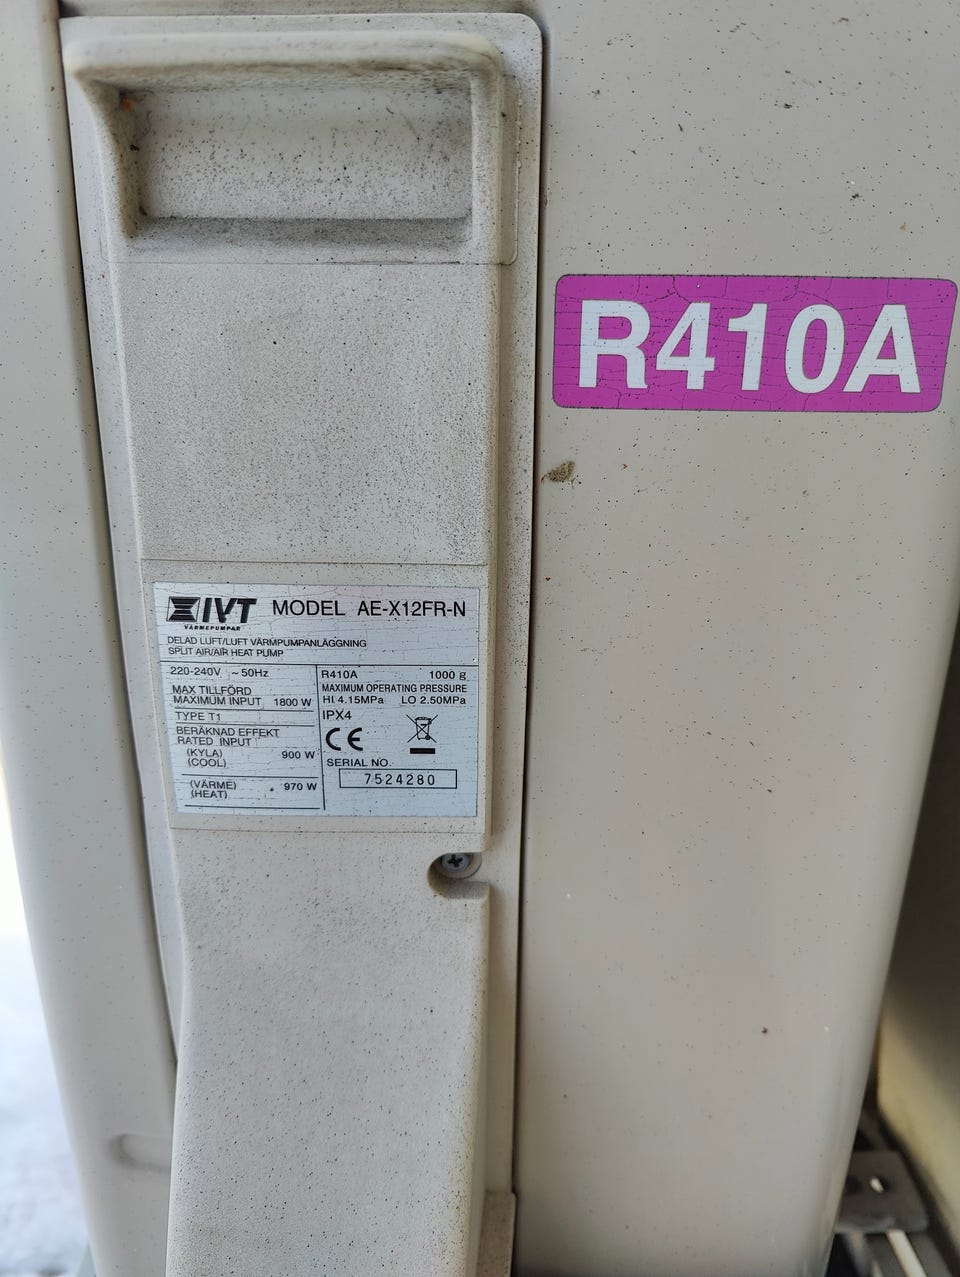 R410A
IVT MODEL AE-X12FR-N
VÄRMEPUMPAR
DELAD LUFT/LUFT VÄRMPUMPANLÄGGNING
SPLIT AIR/AIR HEAT PUMP
220-240V ~ 50Hz
MAX TILLFÖRD
MAXIMUM INPUT 1800 W
TYPE T1
BERÄKNAD EFFEKT
RATED INPUT
(KYLA)
(COOL) 900 W
(VÄRME)
(HEAT) 970 W
R410A 1000 g
MAXIMUM OPERATING PRESSURE
HI 4.15MPa LO 2.50MPa
IPX4
CE
SERIAL NO.
7524280